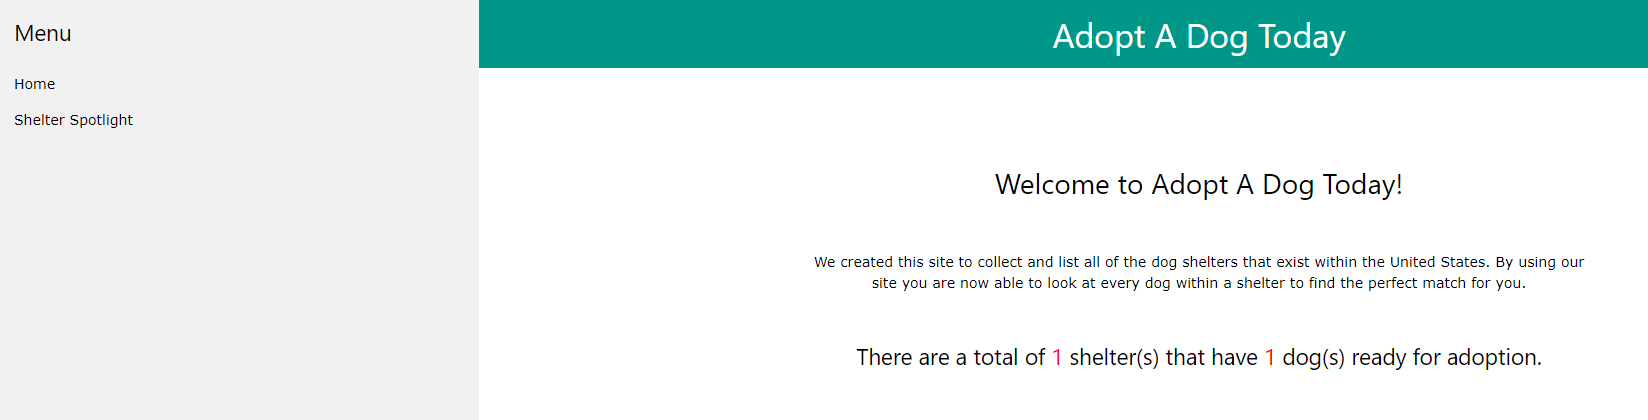 Menu
Home
Shelter Spotlight
Adopt A Dog Today
Welcome to Adopt A Dog Today!
We created this site to collect and list all of the dog shelters that exist within the United States. By using our
site you are now able to look at every dog within a shelter to find the perfect match for you.
There are a total of 1 shelter(s) that have 1 dog(s) ready for adoption.